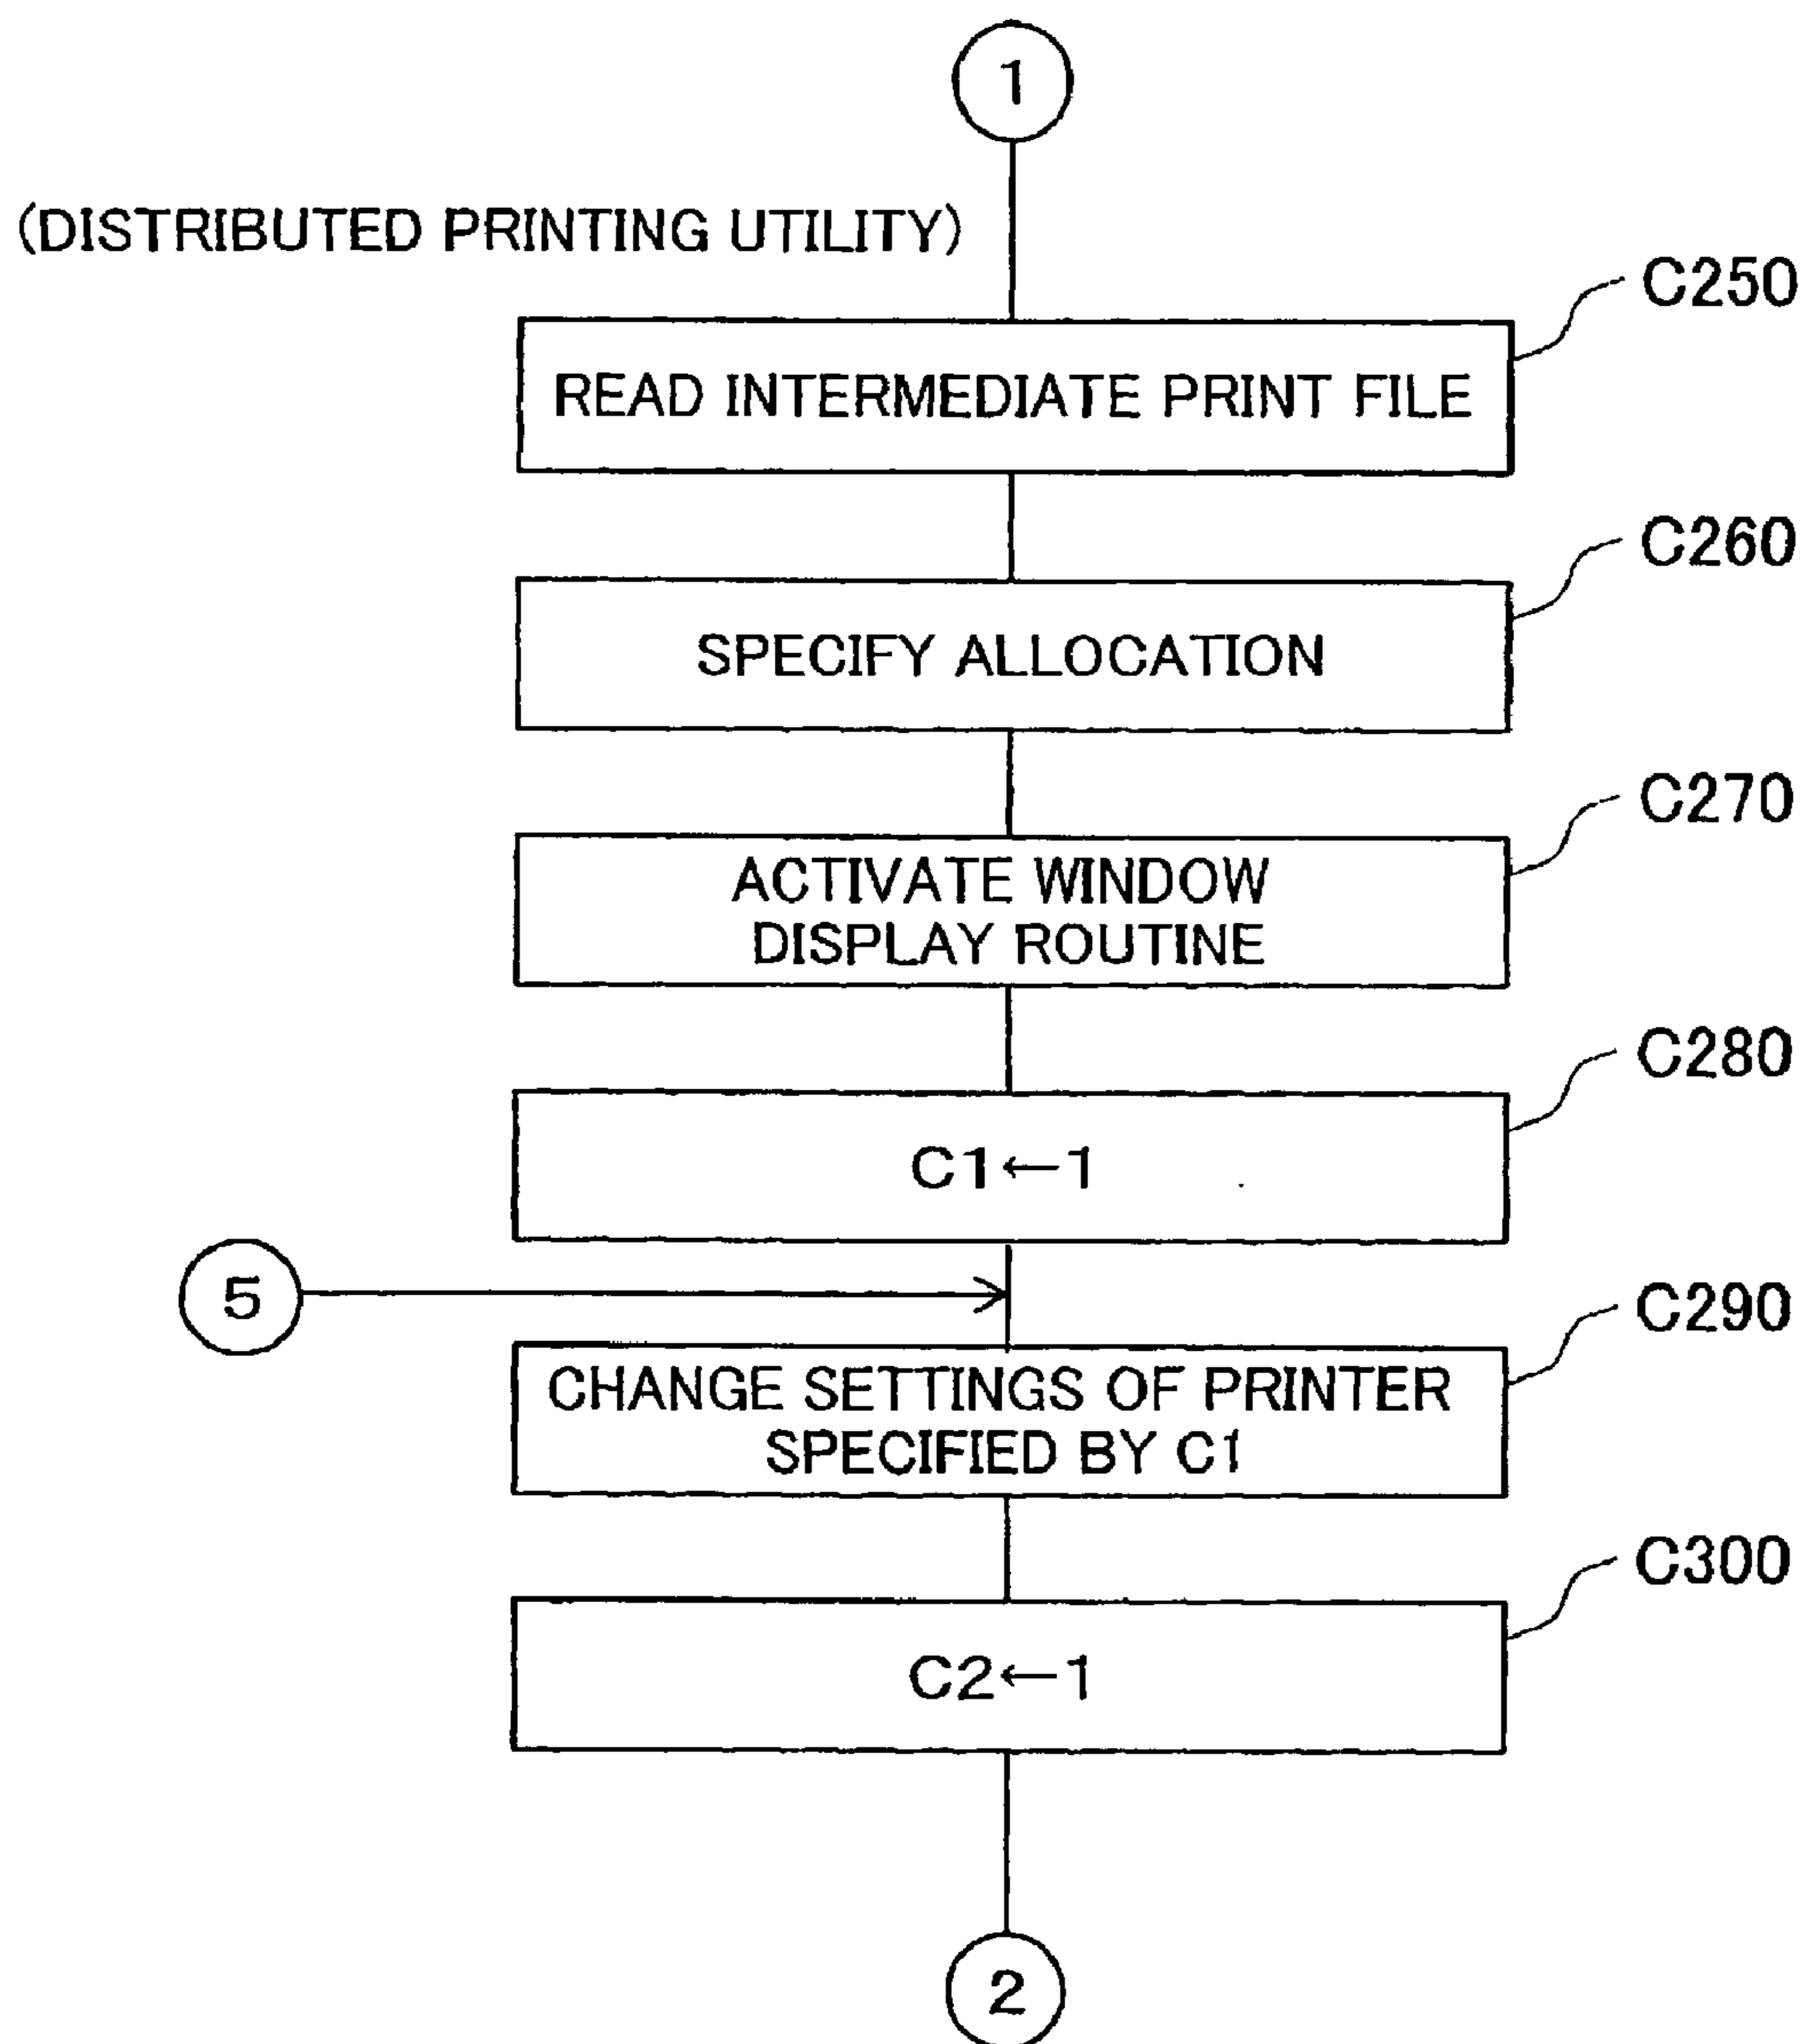 1
(DISTRIBUTED PRINTING UTILITY)
C250
READ INTERMEDIATE PRINT FILE
C260
SPECIFY ALLOCATION
C270
ACTIVATE WINDOW
DISPLAY ROUTINE
C280
C1←1
5
C290
CHANGE SETTINGS OF PRINTER
SPECIFIED BY C1
C300
C2←1
2